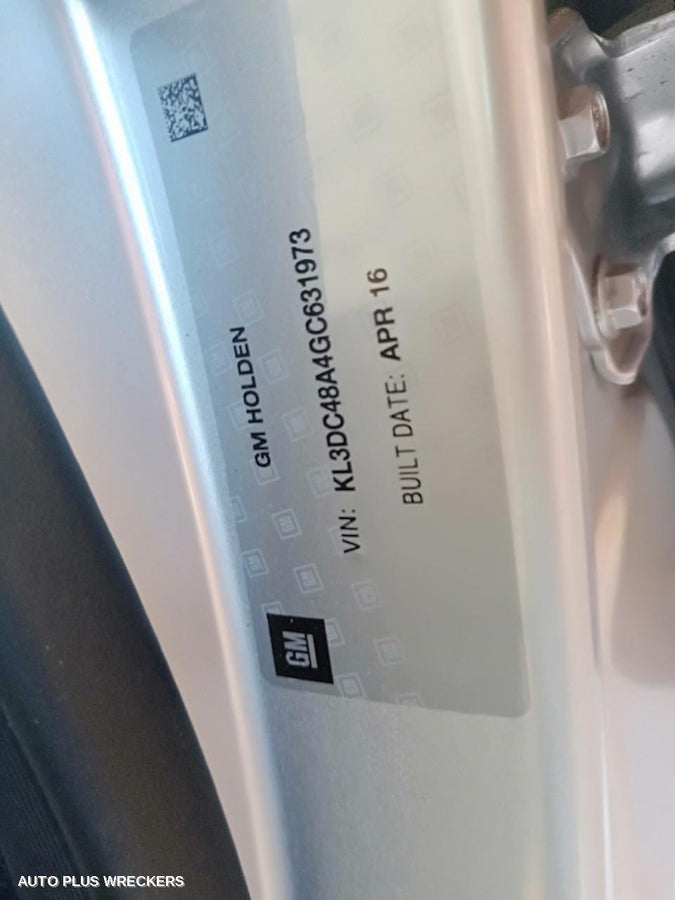 GM HOLDEN
VIN: KL3DC48A4GC631973
BUILT DATE: APR 16
GM
AUTO PLUS WRECKERS